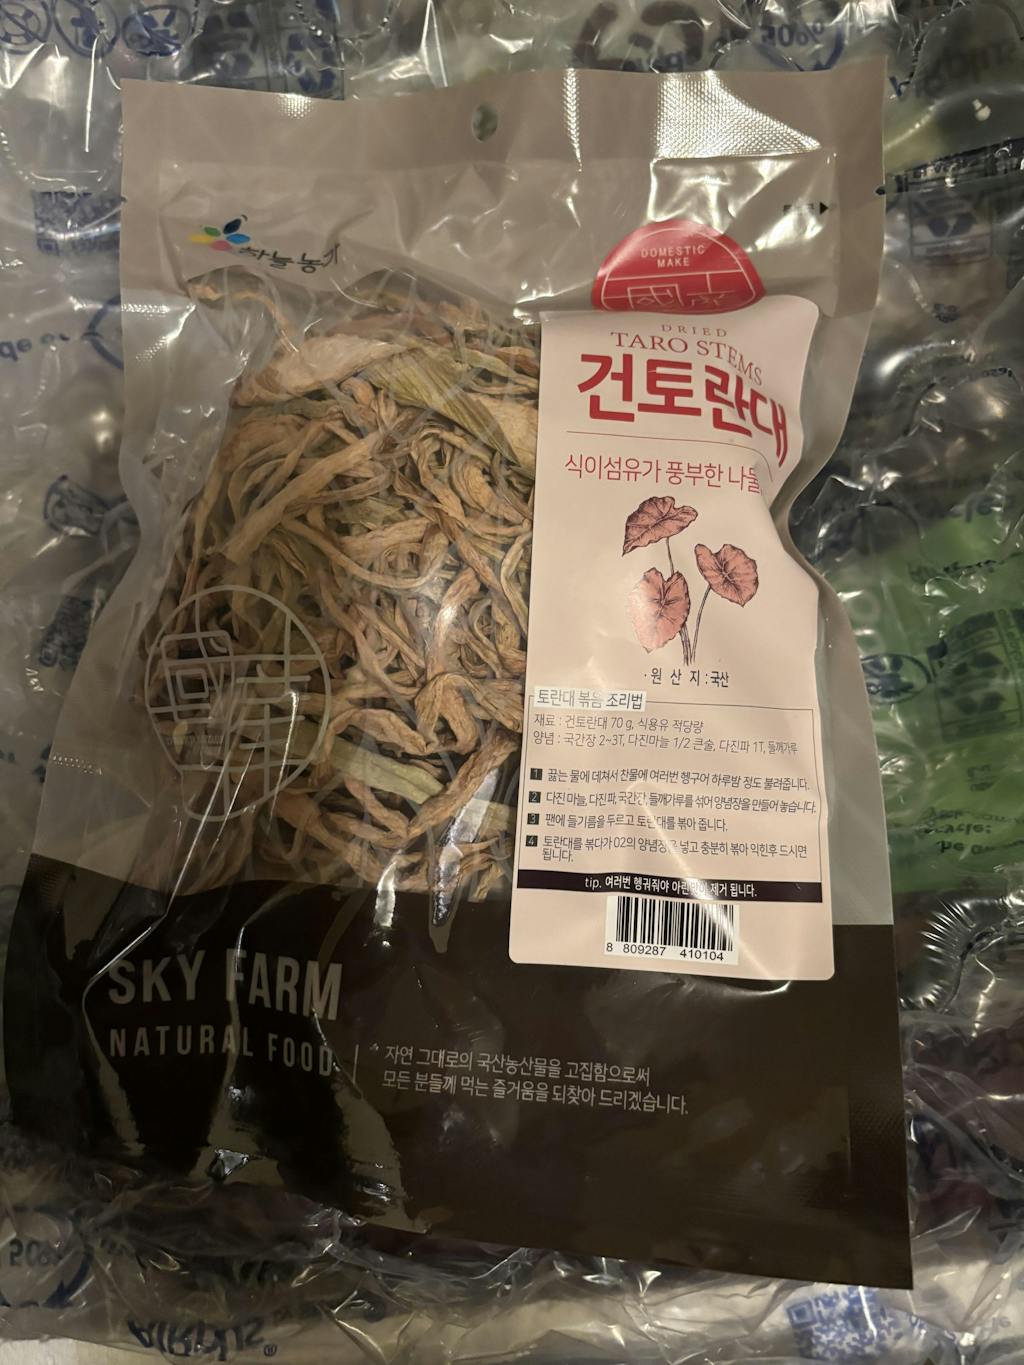 하늘농가
DOMESTIC
MAKE
DRIED
TARO STEMS
건토란대
식이섬유가 풍부한 나물
· 원 산 지 : 국산
토란대 볶음 조리법
재료 : 건토란대 70 g, 식용유 적당량
양념 : 국간장 2~3T, 다진마늘 1/2 큰술, 다진파 1T, 들깨가루
1 끓는 물에 데쳐서 찬물에 여러번 헹구어 하루밤 정도 불려줍니다.
2 다진 마늘, 다진 파, 국간장, 들깨가루를 섞어 양념장을 만들어 놓습니다.
3 팬에 들기름을 두르고 토란대를 볶아 줍니다.
4 토란대를 볶다가 02의 양념장을 넣고 충분히 볶아 익힌후 드시면
됩니다.
tip. 여러번 헹궈줘야 아린맛이 제거 됩니다.
8 809287 410104
SKY FARM
NATURAL FOOD
자연 그대로의 국산농산물을 고집함으로써
모든 분들께 먹는 즐거움을 되찾아 드리겠습니다.